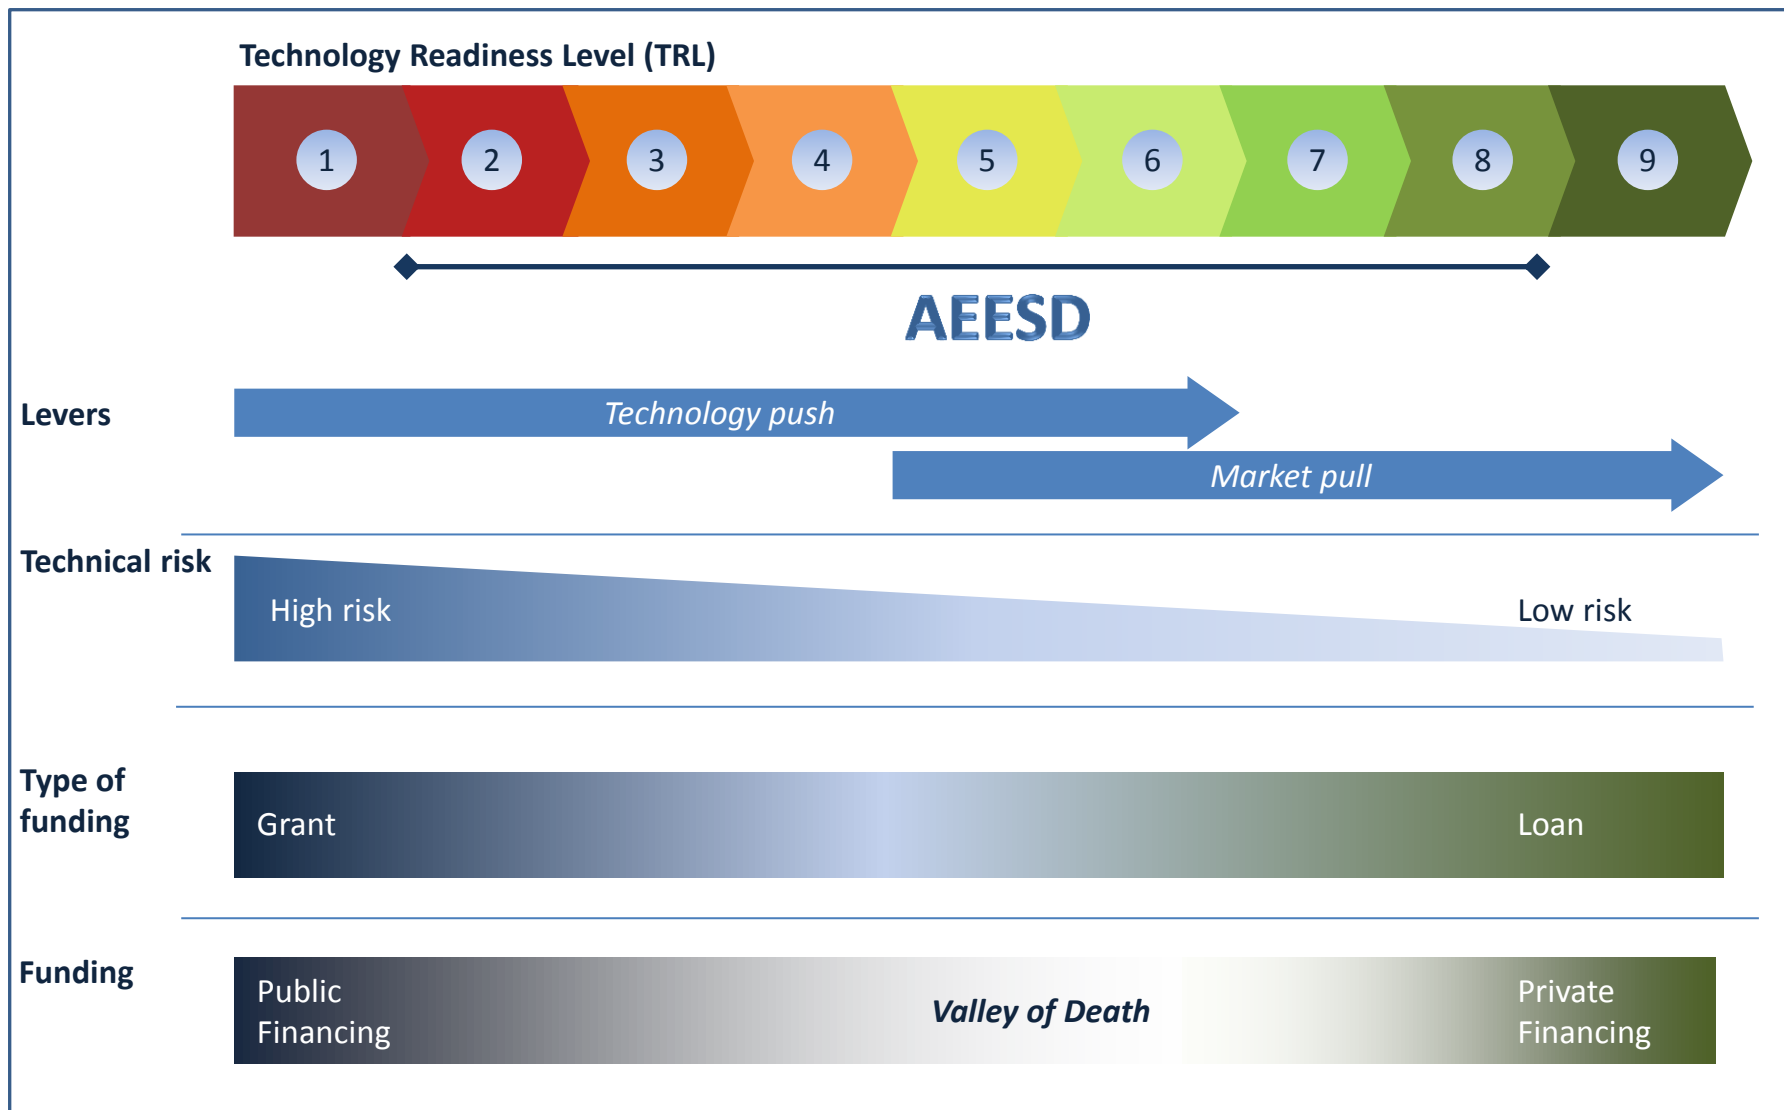 Technology Readiness Level (TRL)
1 2 3 4 5 6 7 8 9
AEESD
Levers
Technology push
Market pull
Technical risk
High risk
Low risk
Type of
funding
Grant
Loan
Funding
Public
Financing
Valley of Death
Private
Financing